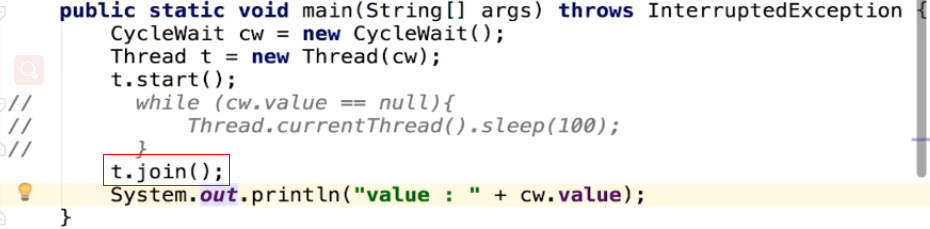 public static void main(String[] args) throws InterruptedException {
CycleWait cw = new CycleWait();
Thread t = new Thread(cw);
t.start();
// while (cw.value == null){
// Thread.currentThread().sleep(100);
// }
t.join();
System.out.println("value : " + cw.value);
}